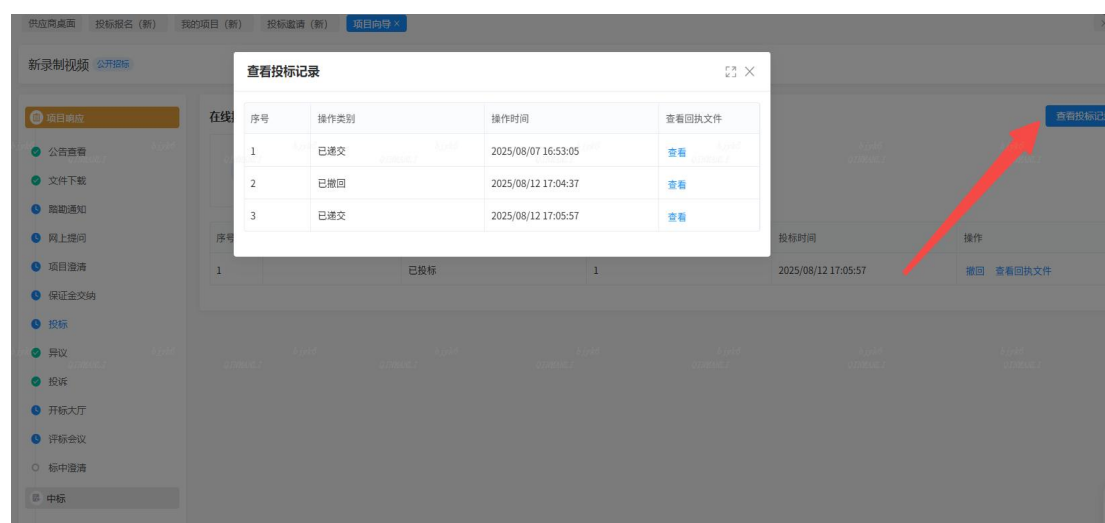 供应商桌面 投标报名（新） 我的项目（新） 投标邀请（新） 项目向导 ×
新录制视频 公开招标
查看投标记录
项目响应
在线
查看投标记
序号 操作类别 操作时间 查看回执文件
公告查看
1 已递交 2025/08/07 16:53:05 查看
文件下载
2 已撤回 2025/08/12 17:04:37 查看
踏勘通知
3 已递交 2025/08/12 17:05:57 查看
网上提问
序号 投标时间 操作
项目澄清
1 已投标 1 2025/08/12 17:05:57 撤回 查看回执文件
保证金交纳
投标
异议
投诉
开标大厅
评标会议
标中澄清
中标